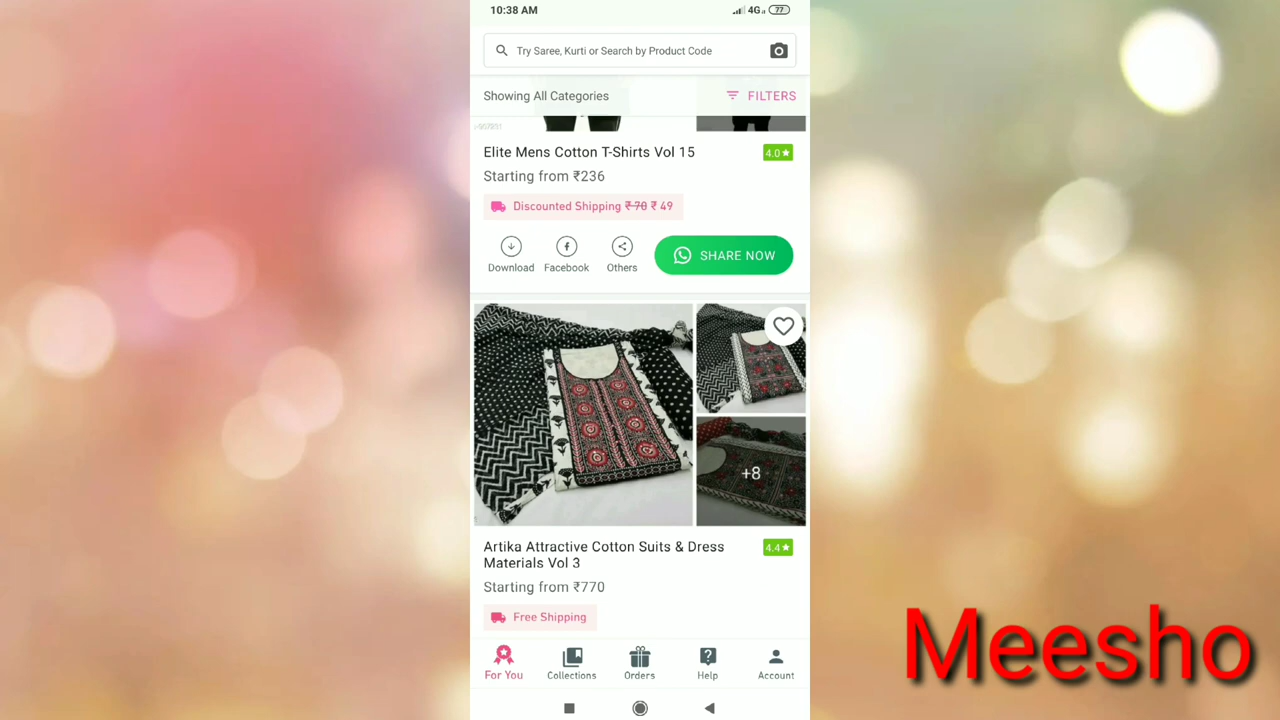 10:38 AM
4G
77
Try Saree, Kurti or Search by Product Code
Showing All Categories
FILTERS
Elite Mens Cotton T-Shirts Vol 15
4.0★
Starting from ₹236
Discounted Shipping ₹ 70 ₹ 49
Download
Facebook
Others
SHARE NOW
+8
Artika Attractive Cotton Suits & Dress
Materials Vol 3
4.4★
Starting from ₹770
Free Shipping
For You
Collections
Orders
Help
Account
Meesho